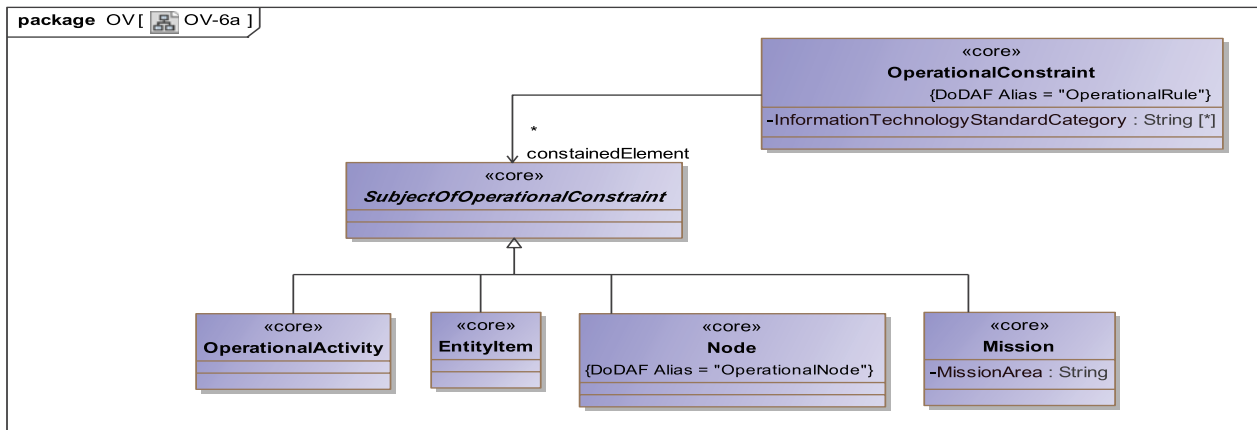 package OV[ OV-6a ]
«core»
OperationalConstraint
{DoDAF Alias = "OperationalRule"}
-InformationTechnologyStandardCategory : String [*]
*
constainedElement
«core»
SubjectOfOperationalConstraint
«core»
OperationalActivity
«core»
EntityItem
«core»
Node
{DoDAF Alias = "OperationalNode"}
«core»
Mission
-MissionArea : String